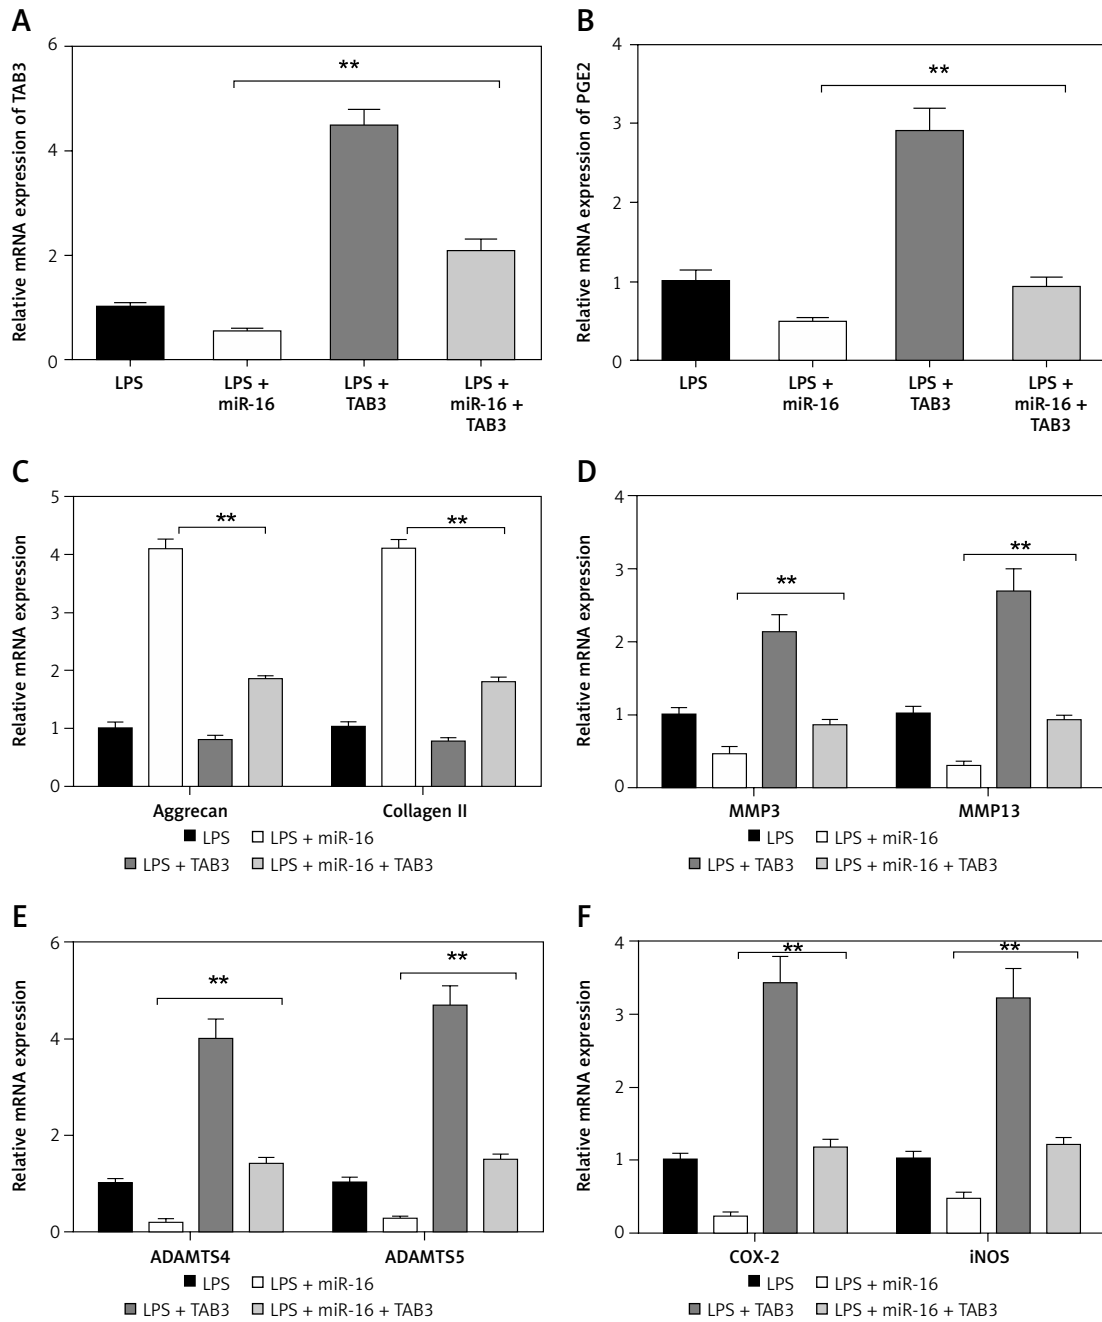 A
Relative mRNA expression of TAB3
6
4
2
0
**
LPS
LPS +
miR-16
LPS +
TAB3
LPS +
miR-16 +
TAB3
B
Relative mRNA expression of PGE2
4
3
2
1
0
**
LPS
LPS +
miR-16
LPS +
TAB3
LPS +
miR-16 +
TAB3
C
Relative mRNA expression
5
4
3
2
1
0
**
**
Aggrecan
Collagen II
LPS
LPS + miR-16
LPS + TAB3
LPS + miR-16 + TAB3
D
Relative mRNA expression
4
3
2
1
0
**
**
MMP3
MMP13
LPS
LPS + miR-16
LPS + TAB3
LPS + miR-16 + TAB3
E
Relative mRNA expression
6
4
2
0
**
**
ADAMTS4
ADAMTS5
LPS
LPS + miR-16
LPS + TAB3
LPS + miR-16 + TAB3
F
Relative mRNA expression
4
3
2
1
0
**
**
COX-2
iNOS
LPS
LPS + miR-16
LPS + TAB3
LPS + miR-16 + TAB3